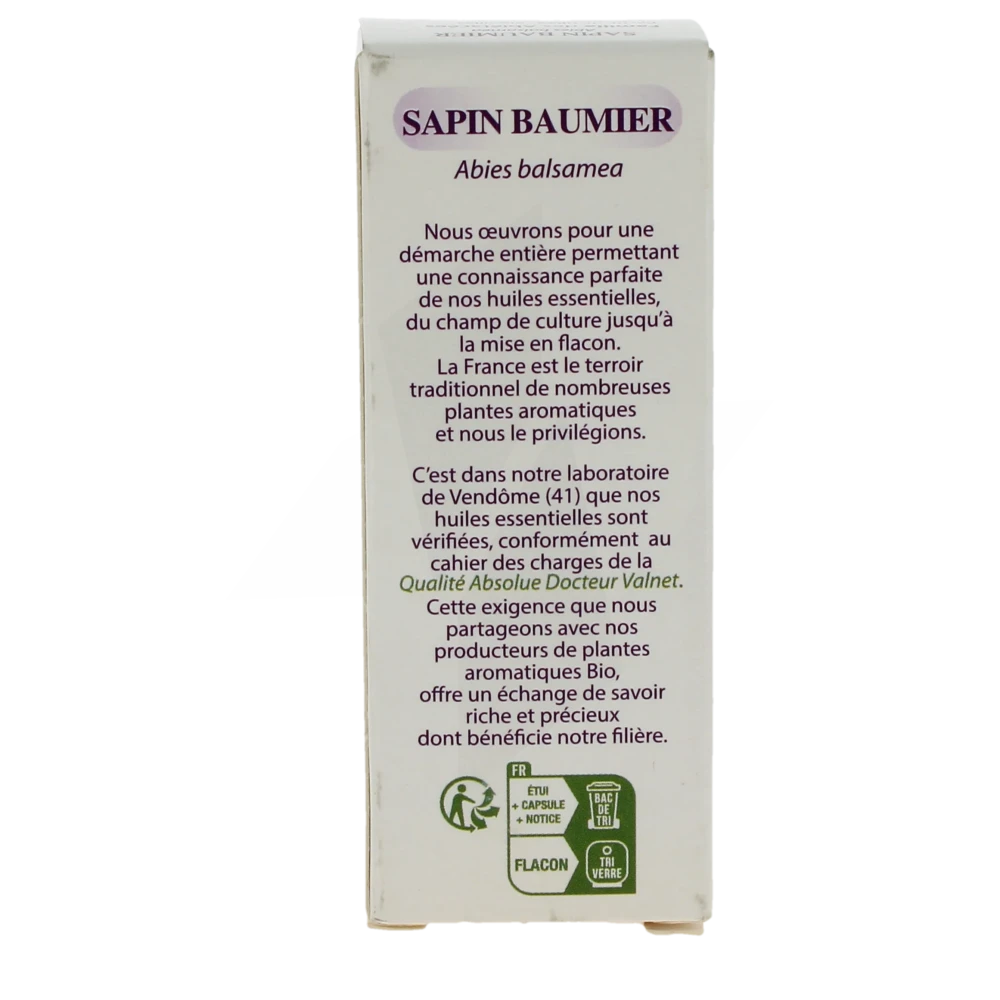 SAPIN BAUMIER
Abies balsamea
SAPIN BAUMIER
Abies balsamea
Nous œuvrons pour une
démarche entière permettant
une connaissance parfaite
de nos huiles essentielles,
du champ de culture jusqu'à
la mise en flacon.
La France est le terroir
traditionnel de nombreuses
plantes aromatiques
et nous le privilégions.
C'est dans notre laboratoire
de Vendôme (41) que nos
huiles essentielles sont
vérifiées, conformément au
cahier des charges de la
Qualité Absolue Docteur Valnet.
Cette exigence que nous
partageons avec nos
producteurs de plantes
aromatiques Bio,
offre un échange de savoir
riche et précieux
dont bénéficie notre filière.
FR
ÉTUI
+ CAPSULE
+ NOTICE
BAC
DE
TRI
FLACON
TRI
VERRE